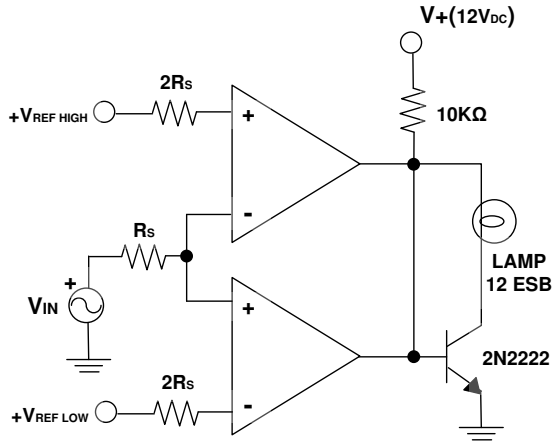 V+(12VDC)
2RS
+VREF HIGH
+
10KΩ
-
RS
LAMP
12 ESB
+
VIN
+
2N2222
2RS
-
+VREF LOW